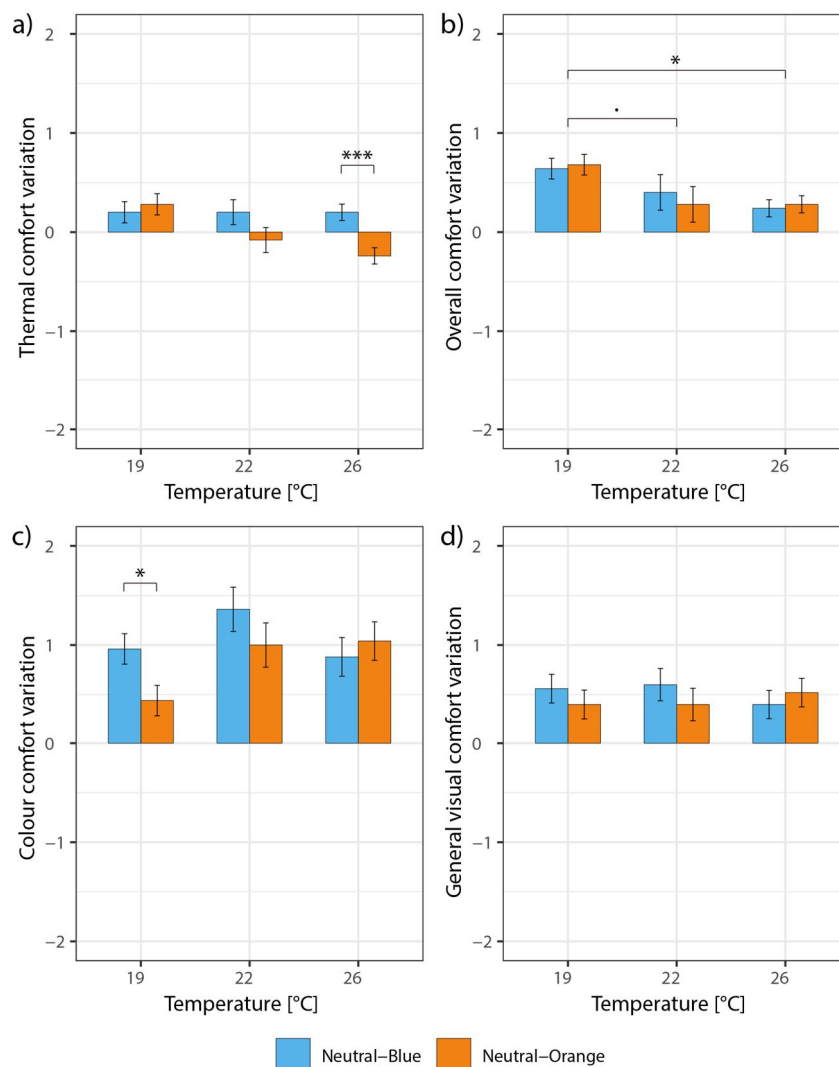 a)
Thermal comfort variation
2
1
0
−1
−2
***
19
22
26
Temperature [°C]
b)
Overall comfort variation
2
1
0
−1
−2
*
.
19
22
26
Temperature [°C]
c)
Colour comfort variation
2
1
0
−1
−2
*
19
22
26
Temperature [°C]
d)
General visual comfort variation
2
1
0
−1
−2
19
22
26
Temperature [°C]
Neutral−Blue
Neutral−Orange